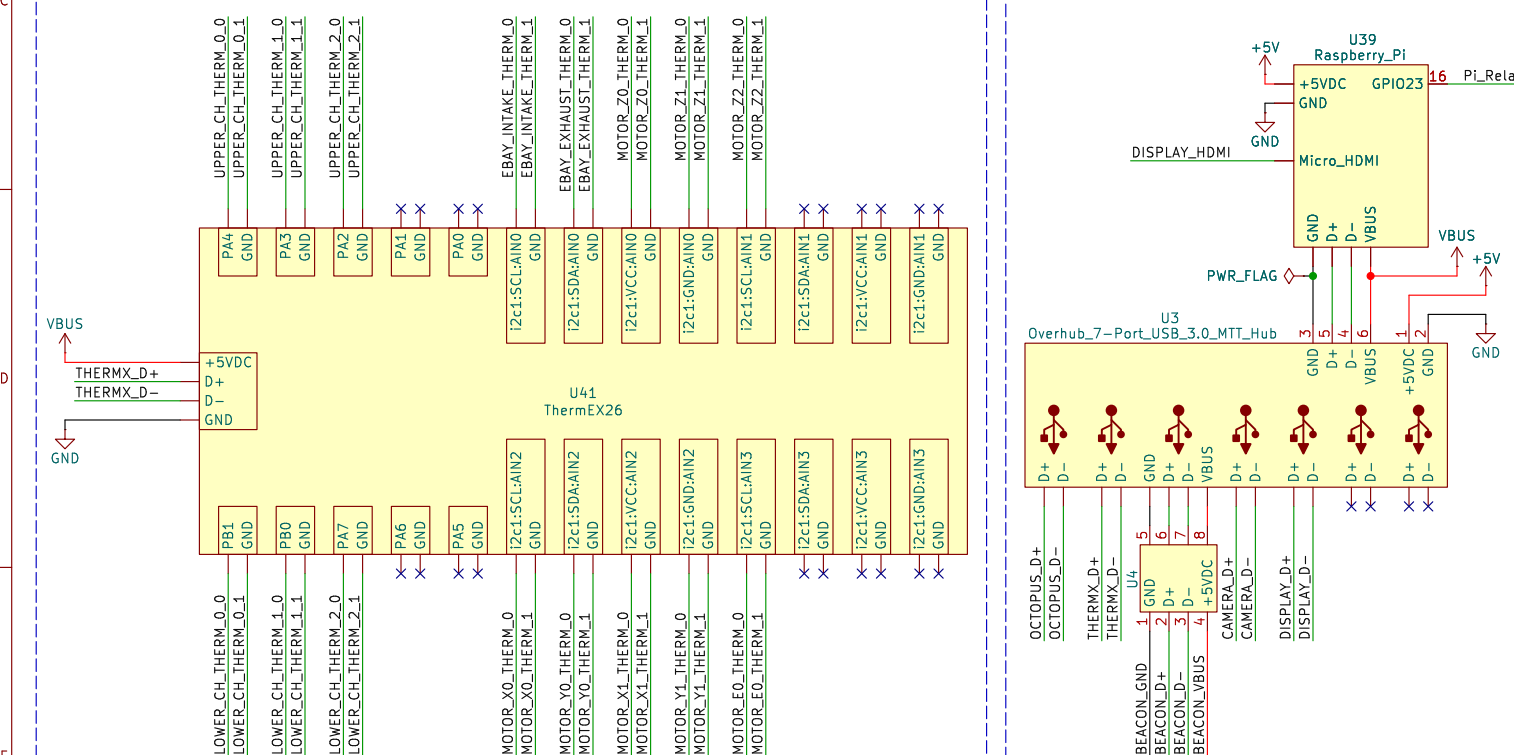 C
UPPER_CH_THERM_0_0
UPPER_CH_THERM_0_1
UPPER_CH_THERM_1_0
UPPER_CH_THERM_1_1
UPPER_CH_THERM_2_0
UPPER_CH_THERM_2_1
EBAY_INTAKE_THERM_0
EBAY_INTAKE_THERM_1
EBAY_EXHAUST_THERM_0
EBAY_EXHAUST_THERM_1
MOTOR_Z0_THERM_0
MOTOR_Z0_THERM_1
MOTOR_Z1_THERM_0
MOTOR_Z1_THERM_1
MOTOR_Z2_THERM_0
MOTOR_Z2_THERM_1
PA4
GND
PA3
GND
PA2
GND
PA1
GND
PA0
GND
i2c1:SCL:AIN0
GND
i2c1:SDA:AIN0
GND
i2c1:VCC:AIN0
GND
i2c1:GND:AIN0
GND
i2c1:SCL:AIN1
GND
i2c1:SDA:AIN1
GND
i2c1:VCC:AIN1
GND
i2c1:GND:AIN1
GND
VBUS
+5VDC
THERMX_D+
D+
THERMX_D-
D-
GND
GND
D
U41
ThermEX26
PB1
GND
PB0
GND
PA7
GND
PA6
GND
PA5
GND
i2c1:SCL:AIN2
GND
i2c1:SDA:AIN2
GND
i2c1:VCC:AIN2
GND
i2c1:GND:AIN2
GND
i2c1:SCL:AIN3
GND
i2c1:SDA:AIN3
GND
i2c1:VCC:AIN3
GND
i2c1:GND:AIN3
GND
LOWER_CH_THERM_0_0
LOWER_CH_THERM_0_1
LOWER_CH_THERM_1_0
LOWER_CH_THERM_1_1
LOWER_CH_THERM_2_0
LOWER_CH_THERM_2_1
MOTOR_X0_THERM_0
MOTOR_X0_THERM_1
MOTOR_Y0_THERM_0
MOTOR_Y0_THERM_1
MOTOR_X1_THERM_0
MOTOR_X1_THERM_1
MOTOR_Y1_THERM_0
MOTOR_Y1_THERM_1
MOTOR_E0_THERM_0
MOTOR_E0_THERM_1
U39
Raspberry_Pi
+5V
+5VDC
GPIO23
16
Pi_Rela
GND
GND
DISPLAY_HDMI
Micro_HDMI
GND
D+
D-
VBUS
VBUS
+5V
PWR_FLAG
U3
Overhub_7-Port_USB_3.0_MTT_Hub
3
5
4
6
1
2
GND
GND
D+
D-
VBUS
+5VDC
GND
D+
D-
D+
D-
GND
D+
D-
VBUS
D+
D-
D+
D-
D+
D-
D+
D-
OCTOPUS_D+
OCTOPUS_D-
THERMX_D+
THERMX_D-
5
6
7
8
U4
GND
D+
D-
+5VDC
1
2
3
4
CAMERA_D+
CAMERA_D-
DISPLAY_D+
DISPLAY_D-
BEACON_GND
BEACON_D+
BEACON_D-
BEACON_VBUS